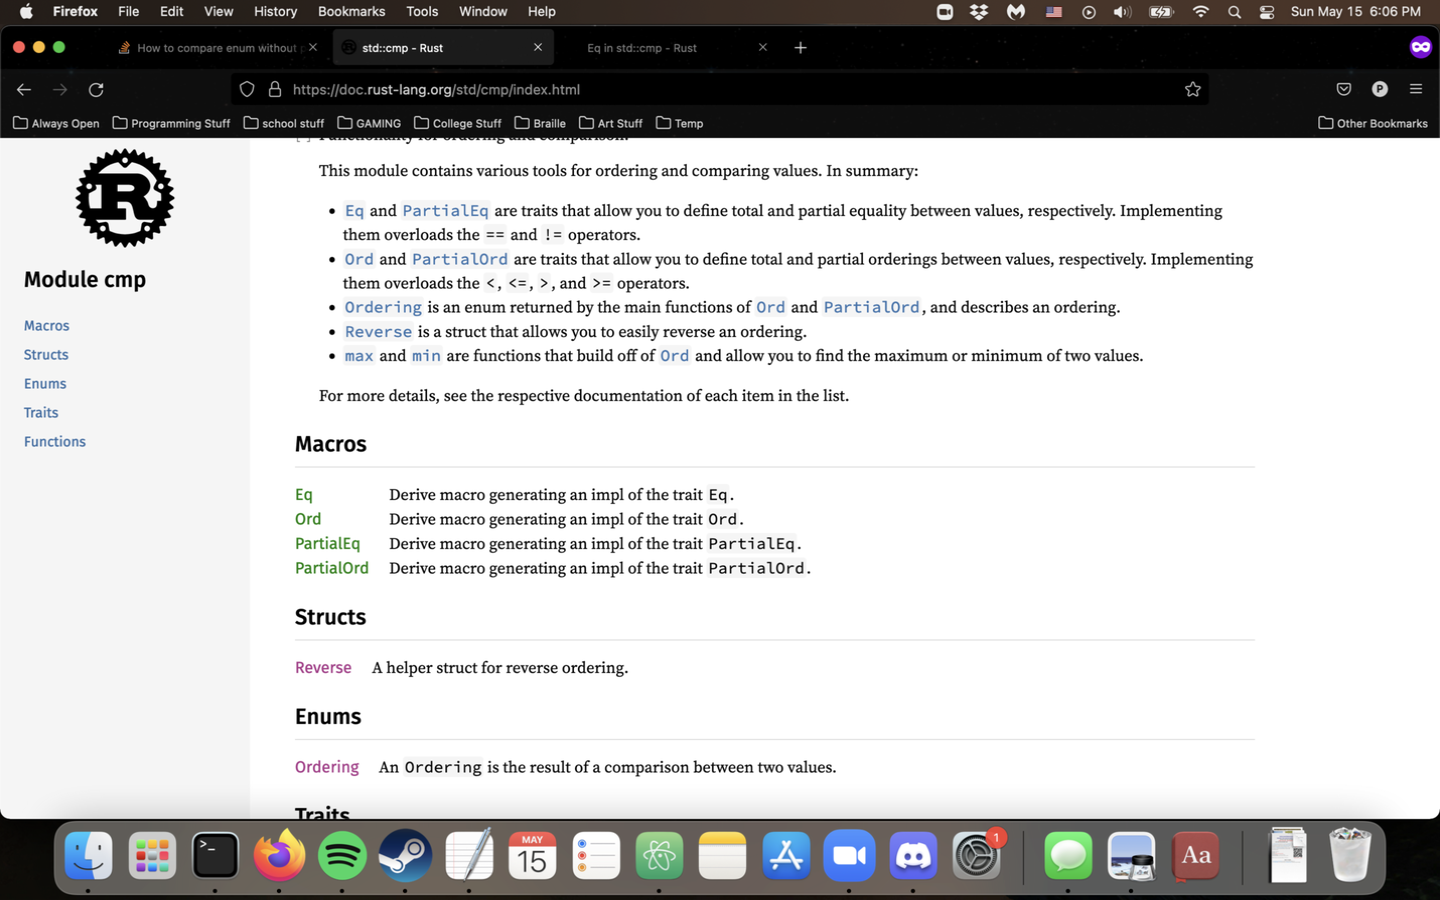 Firefox File Edit View History Bookmarks Tools Window Help Sun May 15 6:06 PM
How to compare enum without std::cmp - Rust Eq in std::cmp - Rust
https://doc.rust-lang.org/std/cmp/index.html P
Always Open Programming Stuff school stuff GAMING College Stuff Braille Art Stuff Temp Other Bookmarks
[ ] Functionality for ordering and comparison.
This module contains various tools for ordering and comparing values. In summary:
• Eq and PartialEq are traits that allow you to define total and partial equality between values, respectively. Implementing
them overloads the == and != operators.
• Ord and PartialOrd are traits that allow you to define total and partial orderings between values, respectively. Implementing
them overloads the <, <=, >, and >= operators.
• Ordering is an enum returned by the main functions of Ord and PartialOrd, and describes an ordering.
• Reverse is a struct that allows you to easily reverse an ordering.
• max and min are functions that build off of Ord and allow you to find the maximum or minimum of two values.
For more details, see the respective documentation of each item in the list.
R
Module cmp
Macros
Structs
Enums
Traits
Functions
Macros
Eq Derive macro generating an impl of the trait Eq.
Ord Derive macro generating an impl of the trait Ord.
PartialEq Derive macro generating an impl of the trait PartialEq.
PartialOrd Derive macro generating an impl of the trait PartialOrd.
Structs
Reverse A helper struct for reverse ordering.
Enums
Ordering An Ordering is the result of a comparison between two values.
Traits
>_ MAY 15 1 Aa